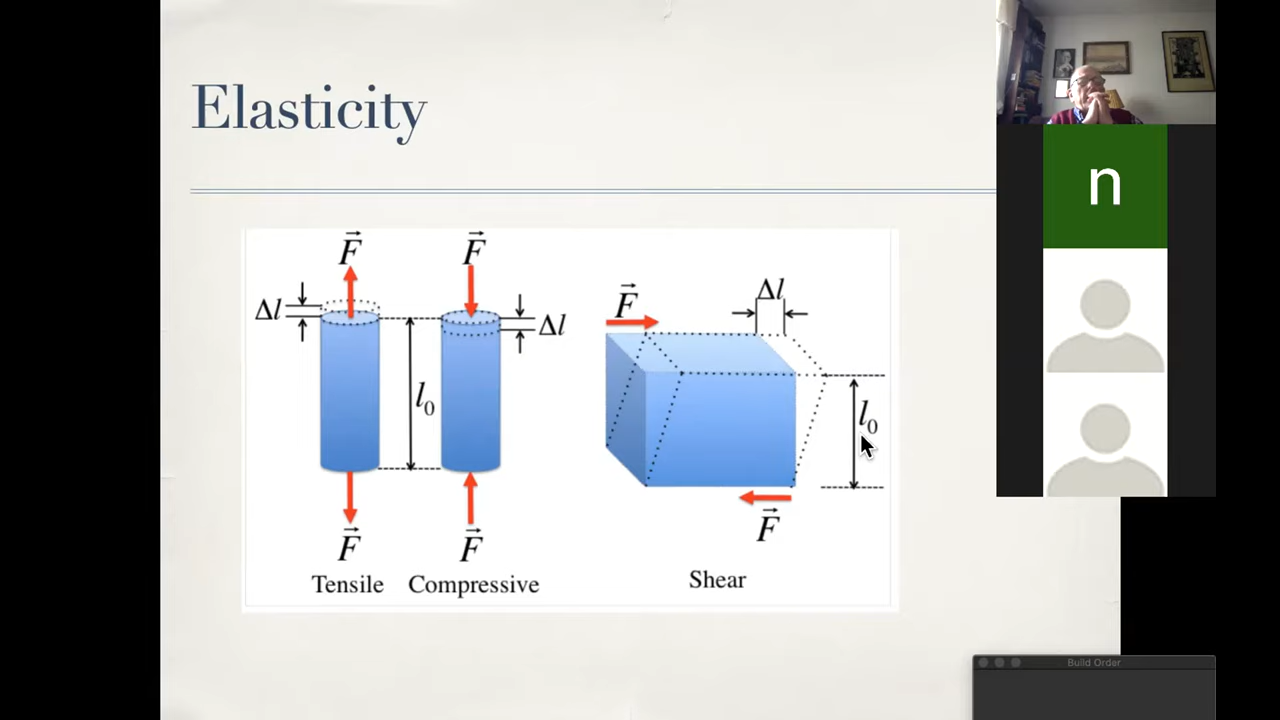 Elasticity
n
F⃗
F⃗
Δl
F⃗
Δl
Δl
l₀
l₀
F⃗
F⃗
F⃗
Tensile
Compressive
Shear
Build Order